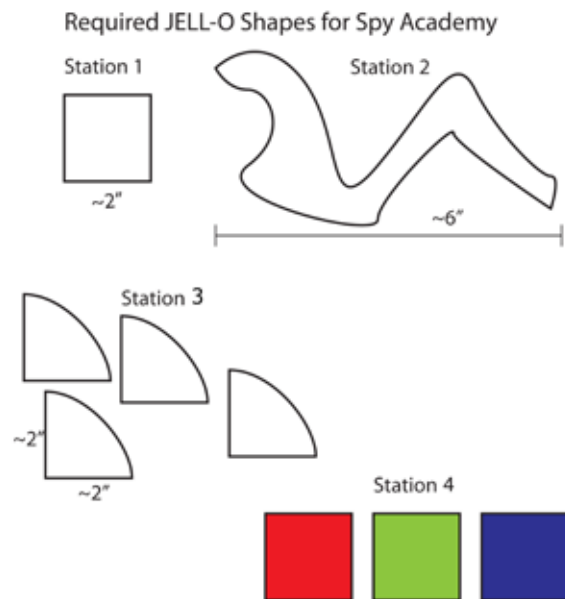 Required JELL-O Shapes for Spy Academy
Station 1
Station 2
~2"
~6"
Station 3
~2"
~2"
Station 4